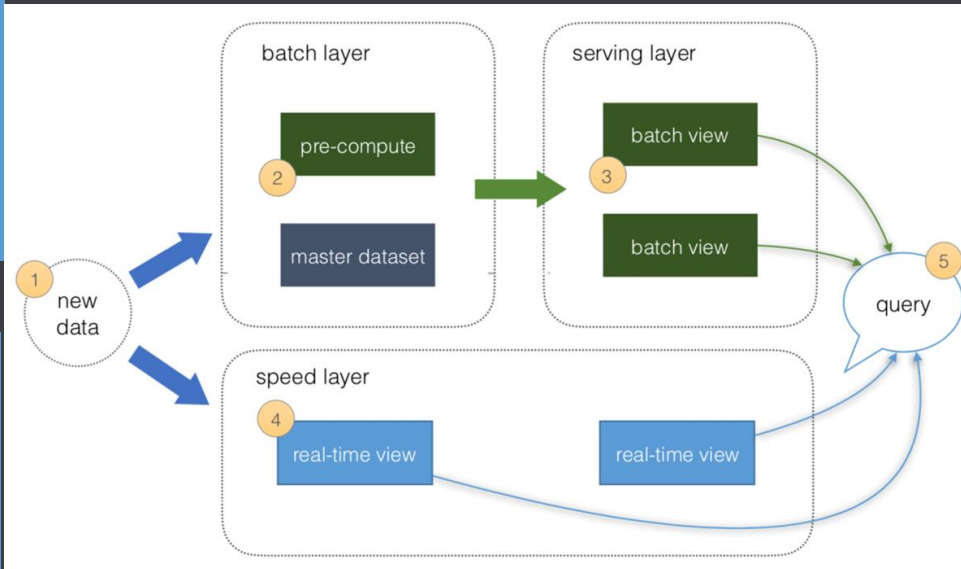 batch layer
serving layer
pre-compute
batch view
2
3
master dataset
batch view
1
new
data
5
query
speed layer
4
real-time view
real-time view